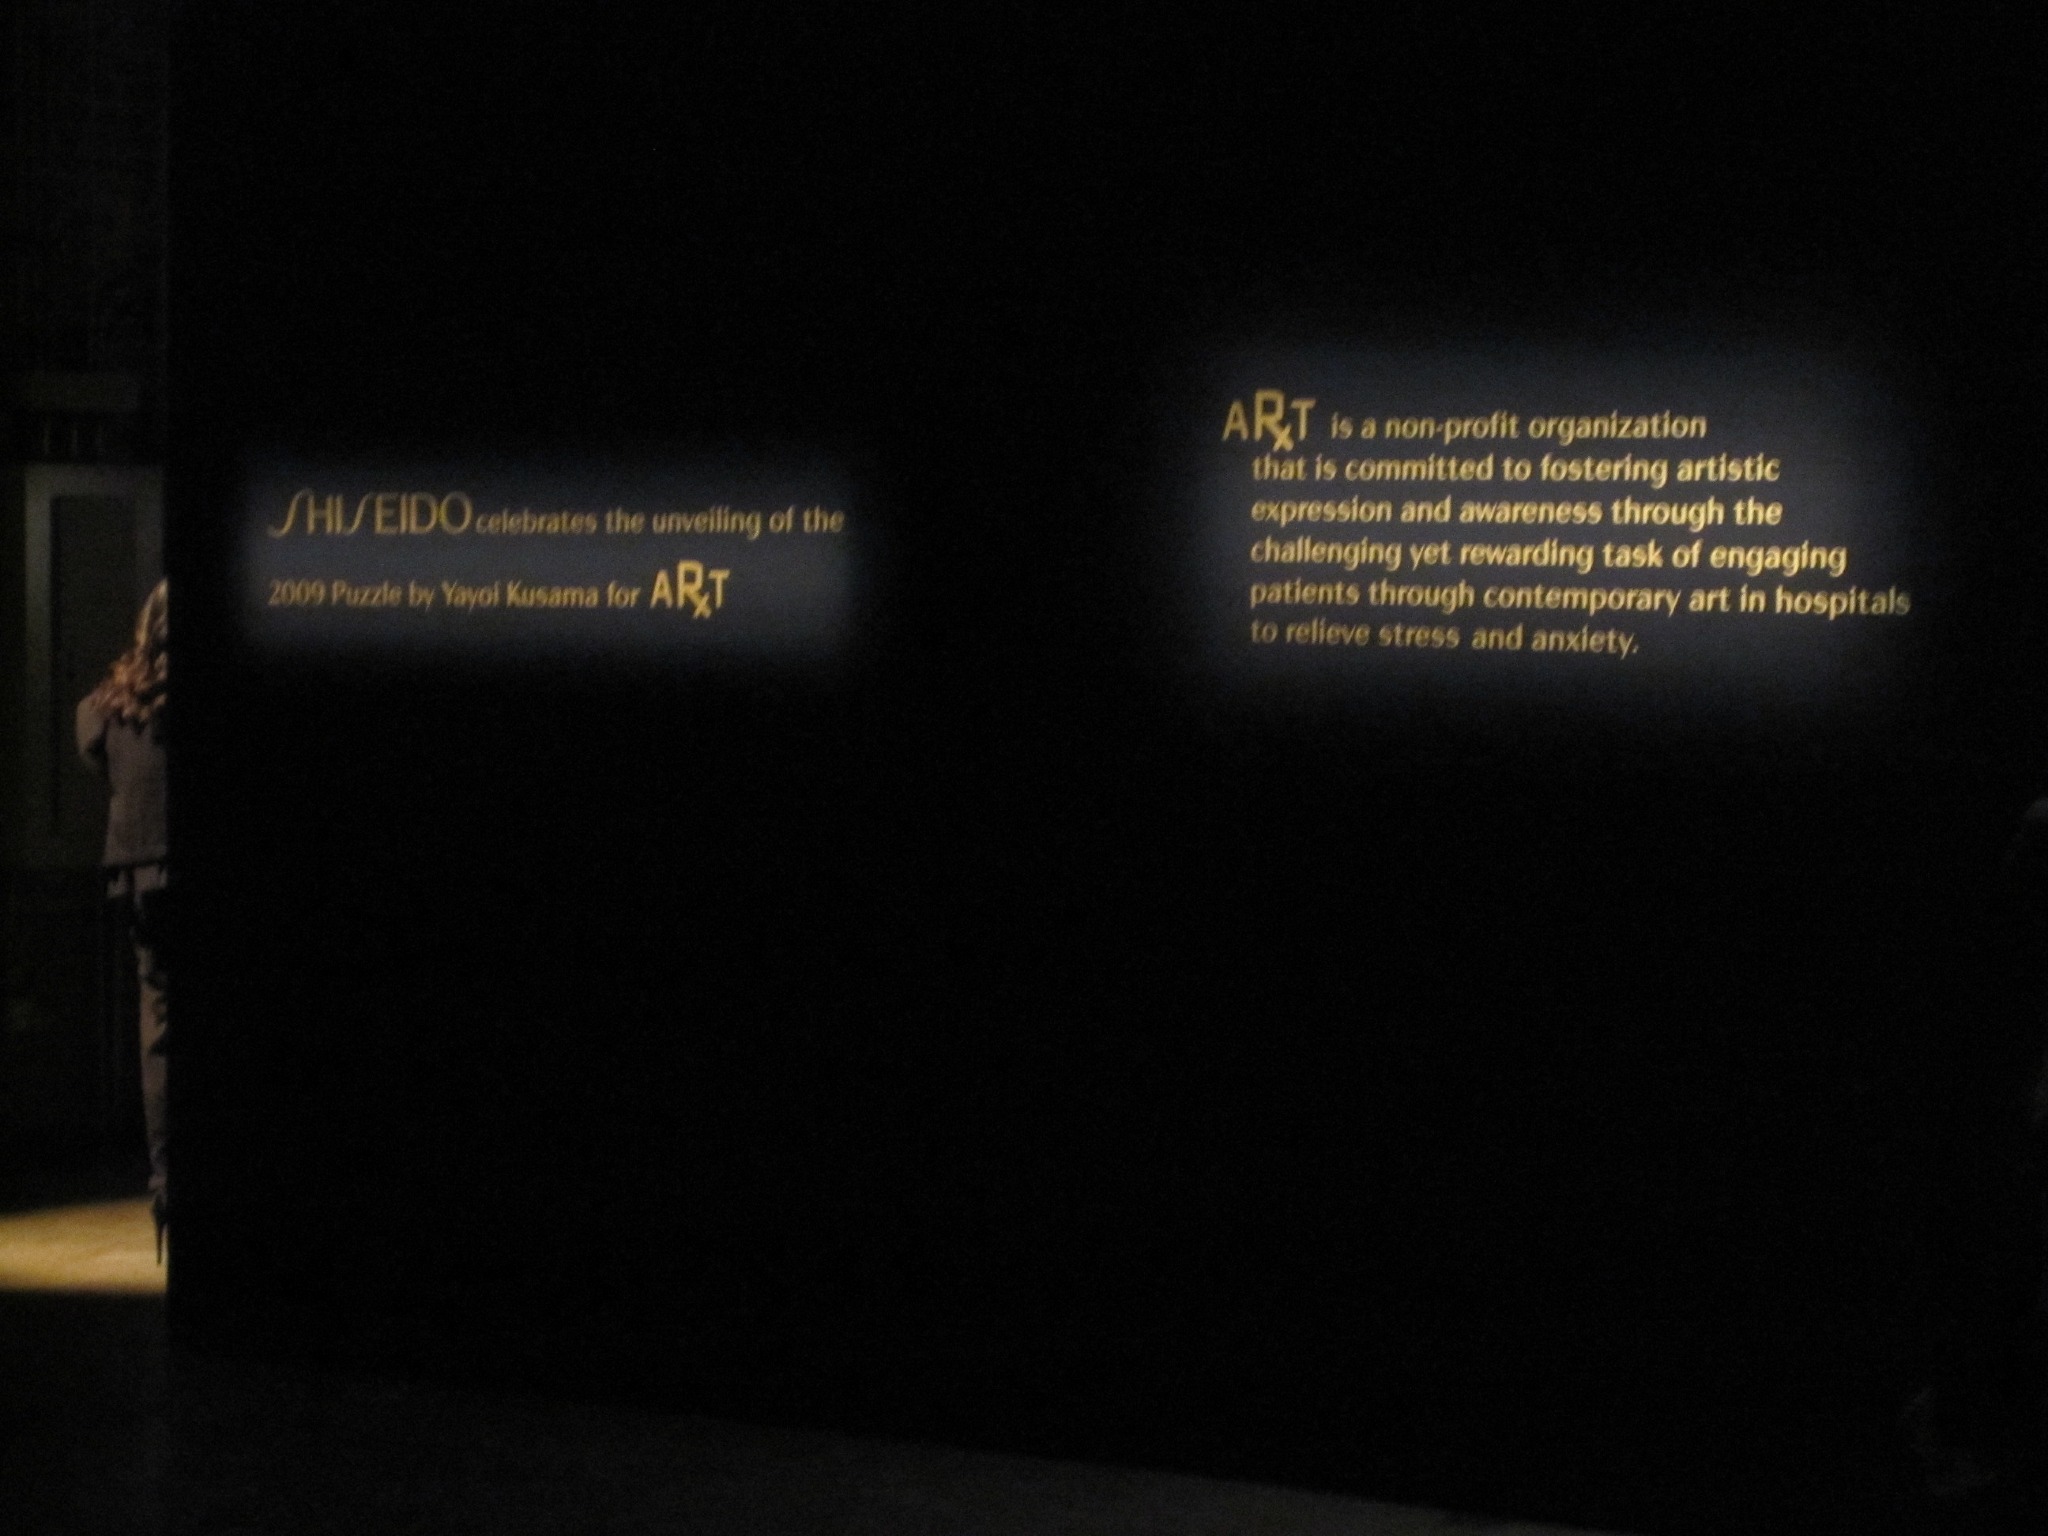 SHISEIDO celebrates the unveiling of the
2009 Puzzle by Yayoi Kusama for ARxT
ARxT is a non-profit organization
that is committed to fostering artistic
expression and awareness through the
challenging yet rewarding task of engaging
patients through contemporary art in hospitals
to relieve stress and anxiety.